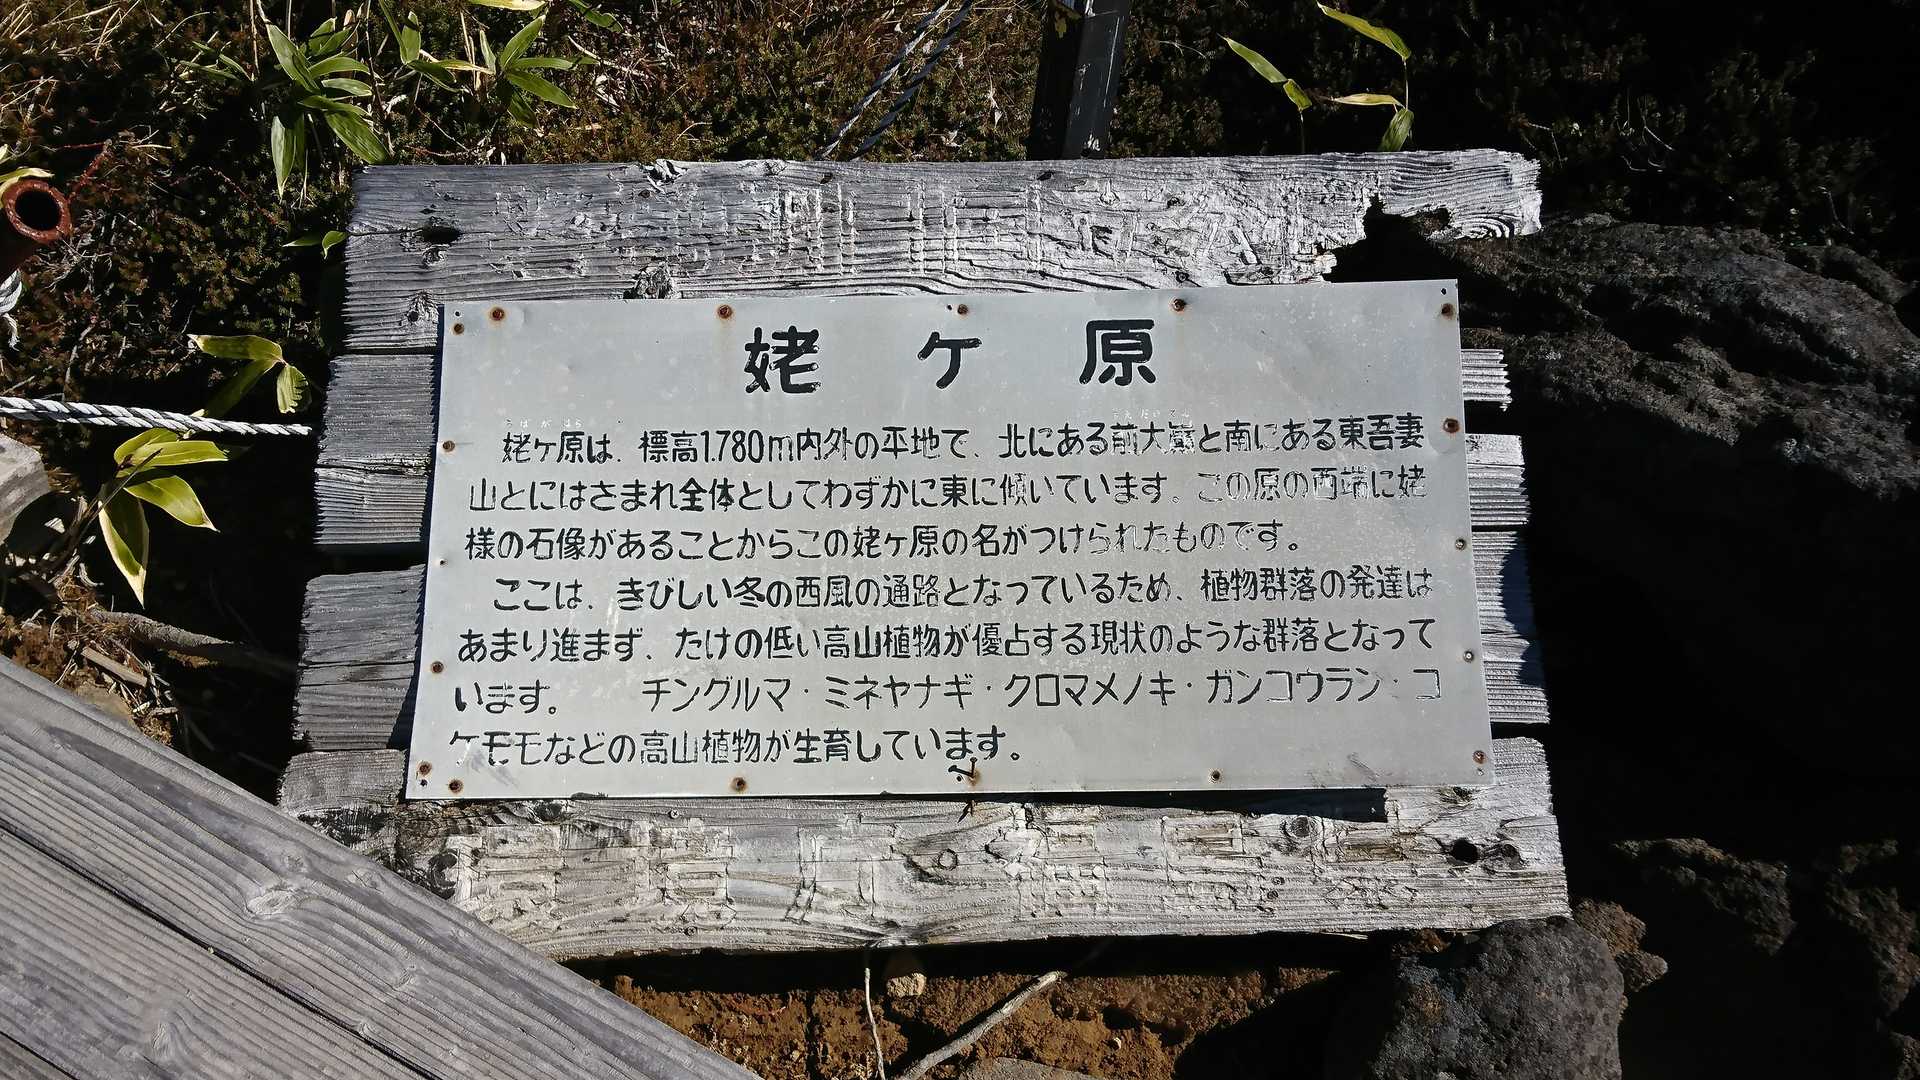 姥ヶ原
姥ヶ原は、標高1.780m内外の平地で、北にある前大巓と南にある東吾妻
山とにはさまれ全体としてわずかに東に傾いています。この原の西端に姥
様の石像があることからこの姥ヶ原の名がつけられたものです。
ここは、きびしい冬の西風の通路となっているため、植物群落の発達は
あまり進まず、たけの低い高山植物が優占する現状のような群落となって
います。 チングルマ・ミネヤナギ・クロマメノキ・ガンコウラン・コ
ケモモなどの高山植物が生育しています。